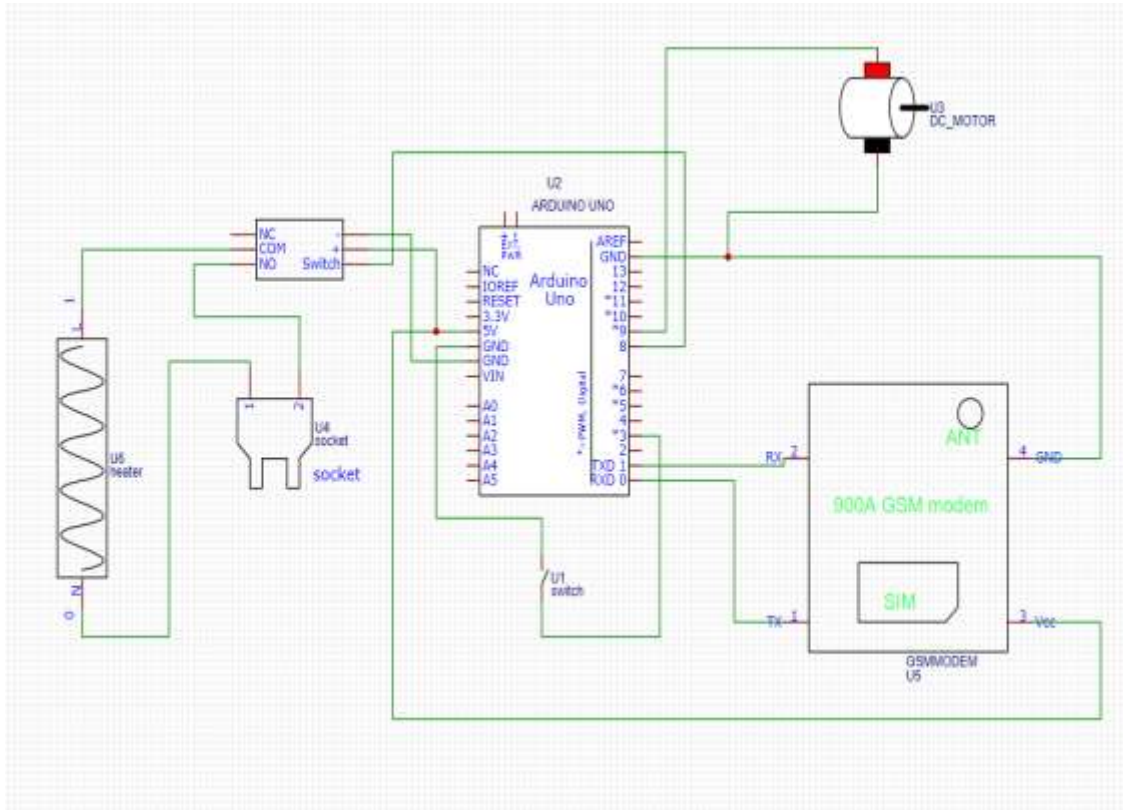 U3
DC_MOTOR
U2
ARDUINO UNO
NC
COM
NO
-
+
Switch
Arduino
Uno
NC
IOREF
RESET
3.3V
5V
GND
GND
VIN
A0
A1
A2
A3
A4
A5
AREF
GND
13
12
*11
*10
*9
8
7
*6
*5
4
*3
2
TXD 1
RXD 0
*~PWM, Digital
L
N
U6
heater
1
2
U4
socket
socket
U1
switch
ANT
RX 2
4 GND
900A GSM modem
SIM
TX 1
3 Vcc
GSMMODEM
U5